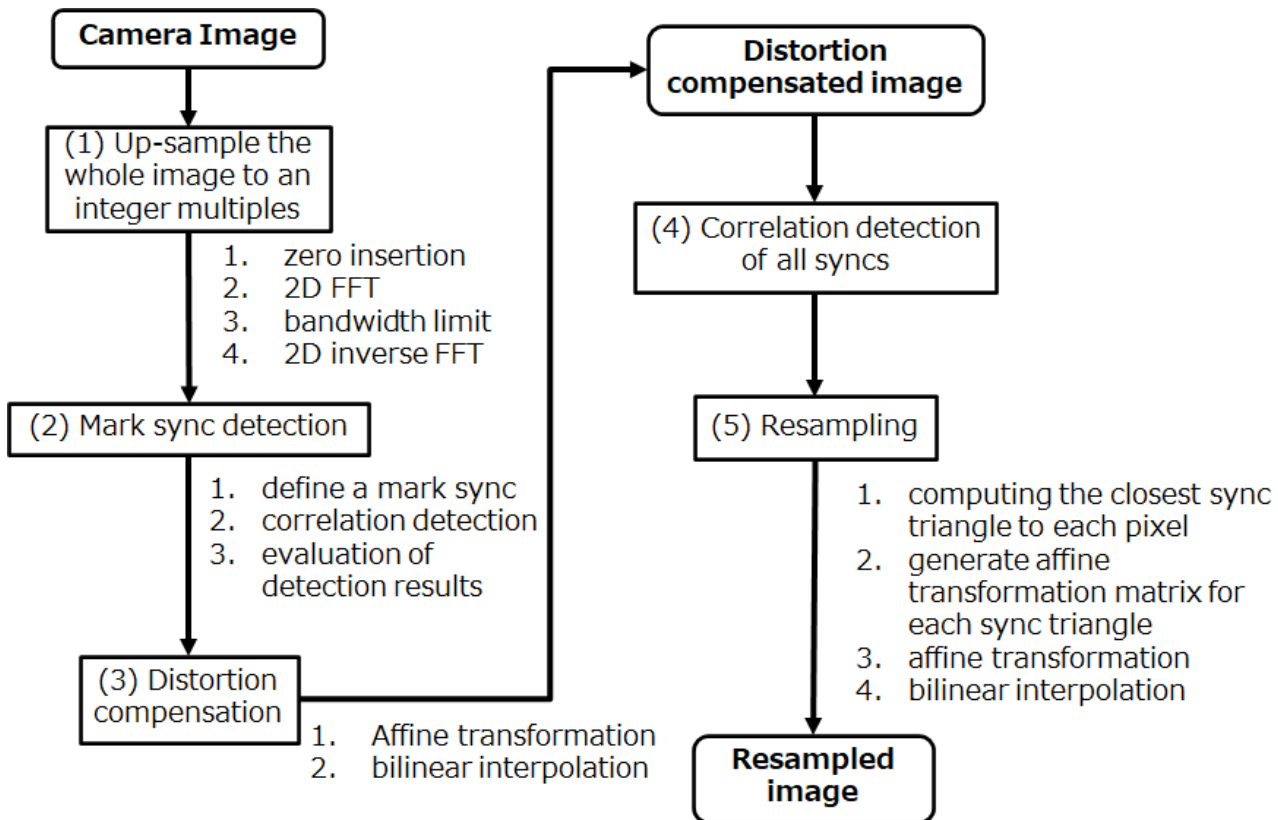 Camera Image
(1) Up-sample the
whole image to an
integer multiples
1. zero insertion
2. 2D FFT
3. bandwidth limit
4. 2D inverse FFT
(2) Mark sync detection
1. define a mark sync
2. correlation detection
3. evaluation of
detection results
(3) Distortion
compensation
1. Affine transformation
2. bilinear interpolation
Distortion
compensated image
(4) Correlation detection
of all syncs
(5) Resampling
1. computing the closest sync
triangle to each pixel
2. generate affine
transformation matrix for
each sync triangle
3. affine transformation
4. bilinear interpolation
Resampled
image